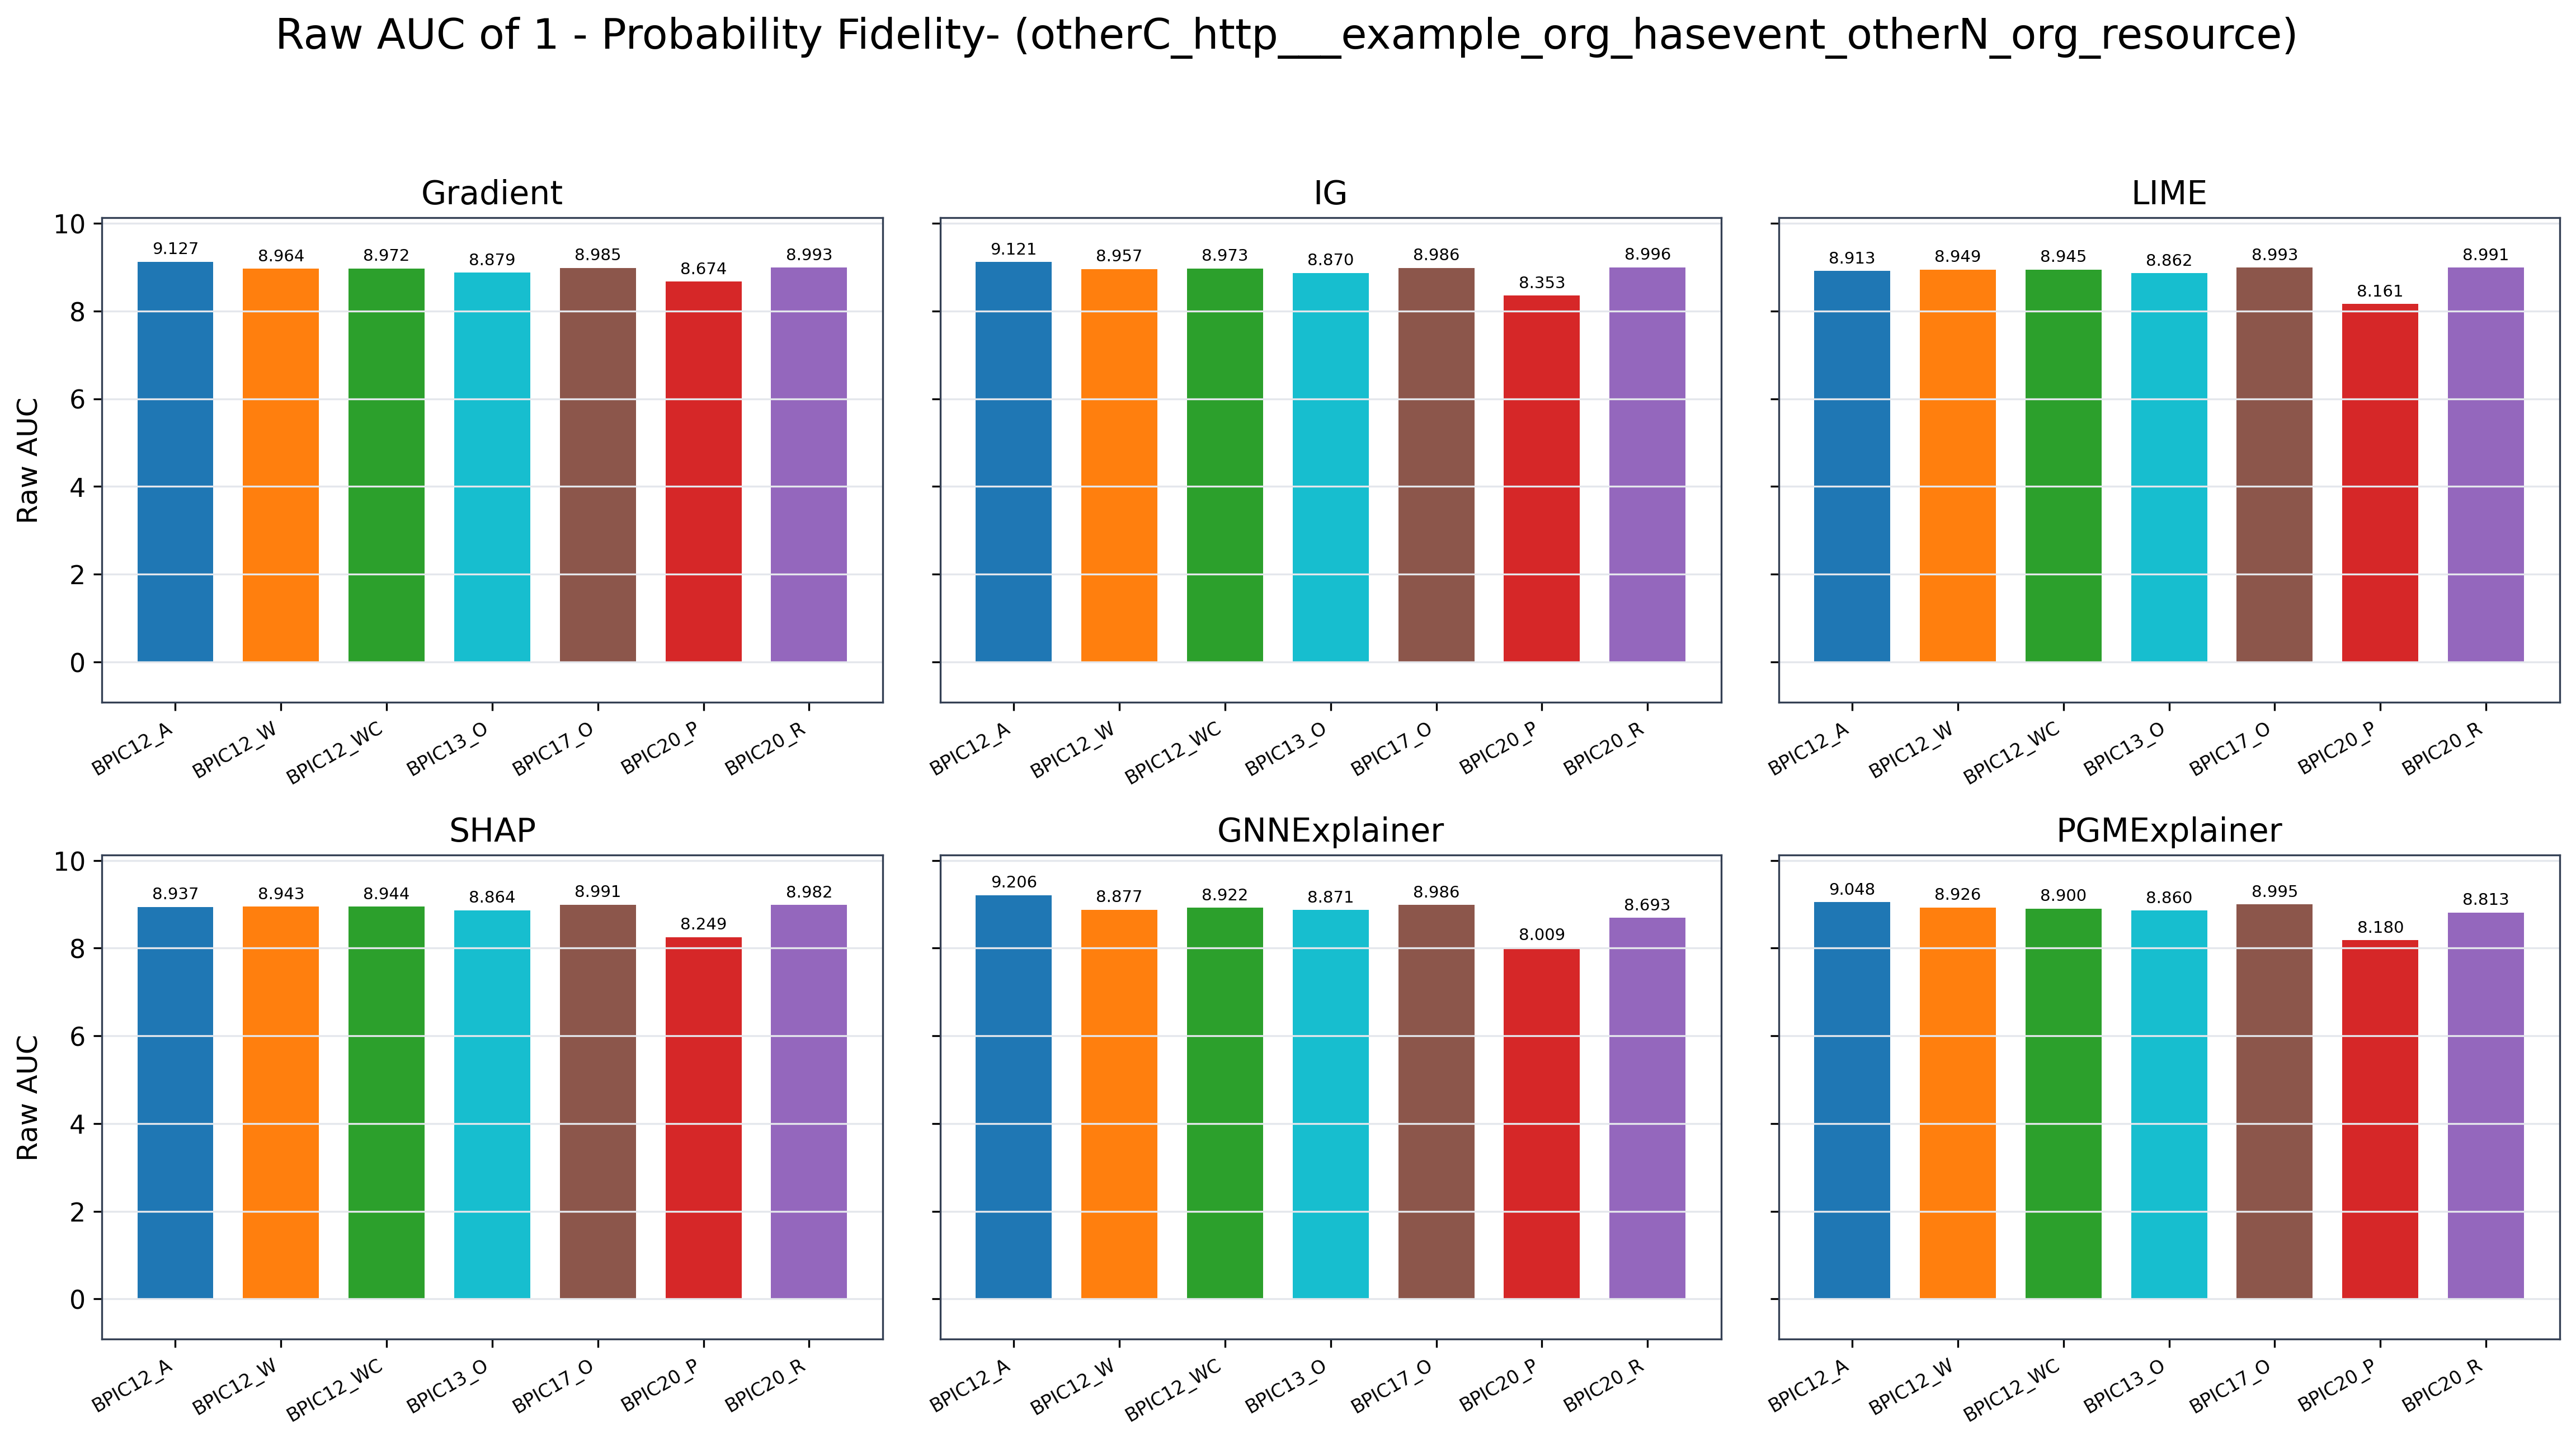 Raw AUC of 1 - Probability Fidelity- (otherC_http___example_org_hasevent_otherN_org_resource)
Gradient
Raw AUC
10
8
6
4
2
0
9.127 8.964 8.972 8.879 8.985 8.674 8.993
BPIC12_A BPIC12_W BPIC12_WC BPIC13_O BPIC17_O BPIC20_P BPIC20_R
IG
9.121 8.957 8.973 8.870 8.986 8.353 8.996
BPIC12_A BPIC12_W BPIC12_WC BPIC13_O BPIC17_O BPIC20_P BPIC20_R
LIME
8.913 8.949 8.945 8.862 8.993 8.161 8.991
BPIC12_A BPIC12_W BPIC12_WC BPIC13_O BPIC17_O BPIC20_P BPIC20_R
SHAP
Raw AUC
10
8
6
4
2
0
8.937 8.943 8.944 8.864 8.991 8.249 8.982
BPIC12_A BPIC12_W BPIC12_WC BPIC13_O BPIC17_O BPIC20_P BPIC20_R
GNNExplainer
9.206 8.877 8.922 8.871 8.986 8.009 8.693
BPIC12_A BPIC12_W BPIC12_WC BPIC13_O BPIC17_O BPIC20_P BPIC20_R
PGMExplainer
9.048 8.926 8.900 8.860 8.995 8.180 8.813
BPIC12_A BPIC12_W BPIC12_WC BPIC13_O BPIC17_O BPIC20_P BPIC20_R